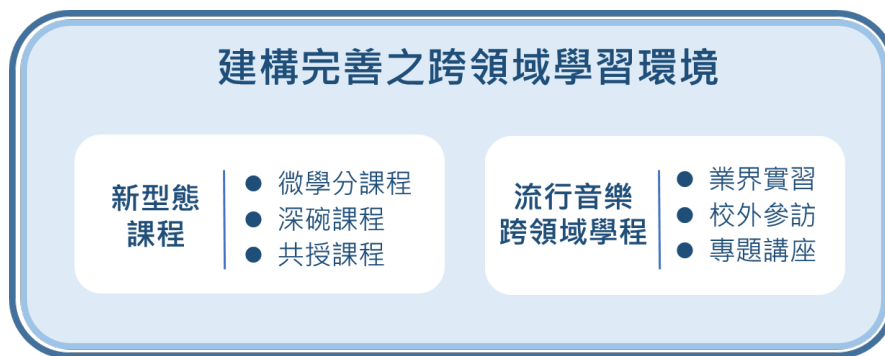 建構完善之跨領域學習環境
新型態
課程
● 微學分課程
● 深碗課程
● 共授課程
流行音樂
跨領域學程
● 業界實習
● 校外參訪
● 專題講座